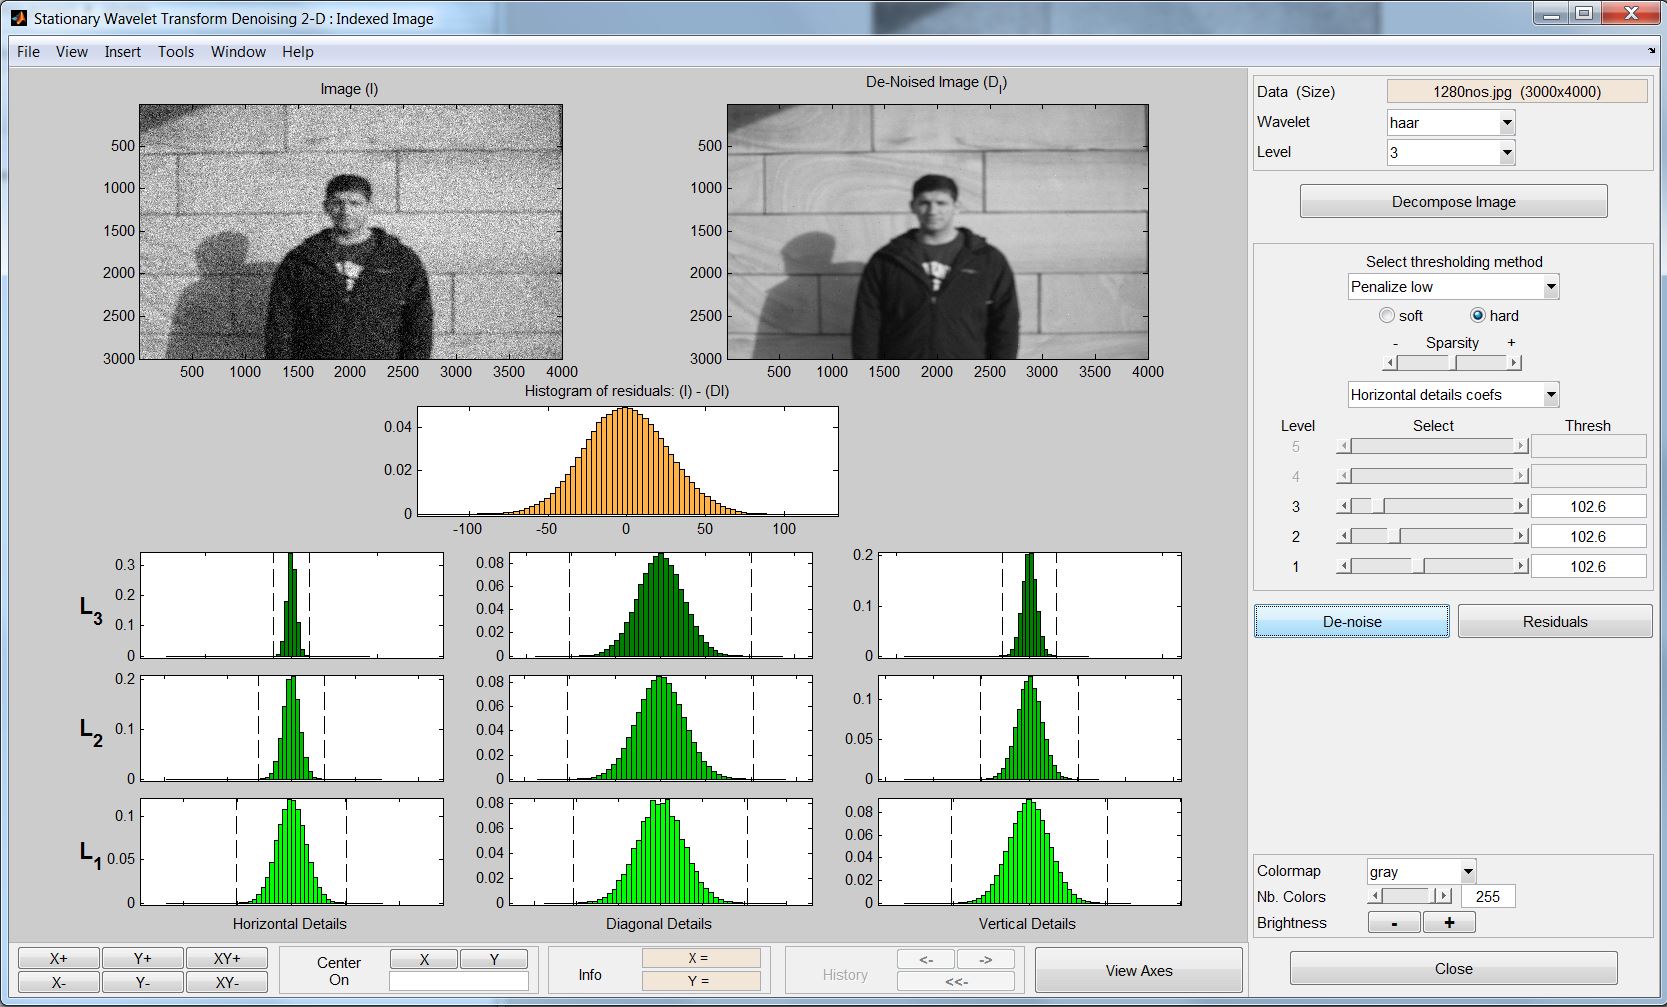 Stationary Wavelet Transform Denoising 2-D : Indexed Image
File View Insert Tools Window Help
Image (I)
500
1000
1500
2000
2500
3000
500 1000 1500 2000 2500 3000 3500 4000
De-Noised Image (D_I)
500
1000
1500
2000
2500
3000
500 1000 1500 2000 2500 3000 3500 4000
Histogram of residuals: (I) - (DI)
0.04
0.02
0
-100 -50 0 50 100
L3
0.3
0.2
0.1
0
0.08
0.06
0.04
0.02
0
0.2
0.1
0
L2
0.2
0.1
0
0.08
0.06
0.04
0.02
0
0.1
0.05
0
L1
0.1
0.05
0
0.08
0.06
0.04
0.02
0
0.08
0.06
0.04
0.02
0
Horizontal Details Diagonal Details Vertical Details
X+ Y+ XY+
X- Y- XY-
Center
On
X Y
Info
X =
Y =
History
<- ->
<<-
View Axes
Data (Size) 1280nos.jpg (3000x4000)
Wavelet haar
Level 3
Decompose Image
Select thresholding method
Penalize low
soft hard
- Sparsity +
Horizontal details coefs
Level Select Thresh
5
4
3 102.6
2 102.6
1 102.6
De-noise Residuals
Colormap gray
Nb. Colors 255
Brightness - +
Close